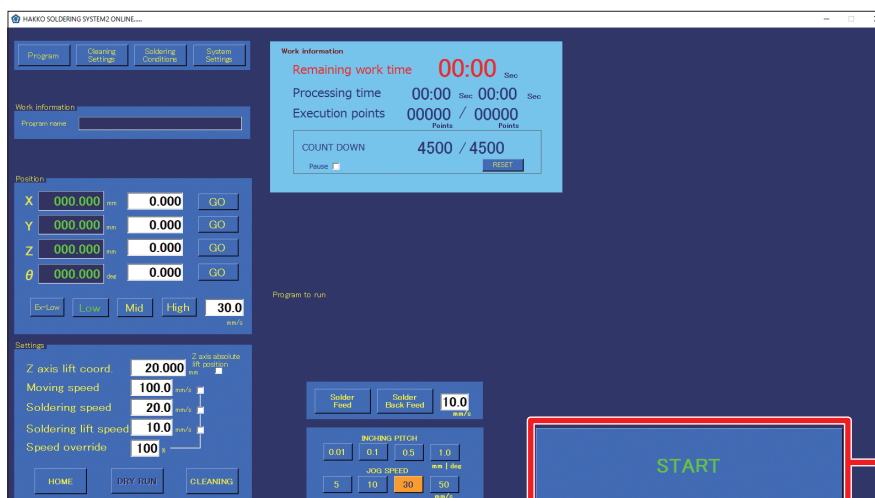 HAKKO SOLDERING SYSTEM2 ONLINE.....
Program Cleaning Settings Soldering Conditions System Settings
Work information
Program name
Work information
Remaining work time 00:00 Sec
Processing time 00:00 Sec 00:00 Sec
Execution points 00000 / 00000
Points Points
COUNT DOWN 4500 / 4500
Pause RESET
Position
X 000.000 mm 0.000 GO
Y 000.000 mm 0.000 GO
Z 000.000 mm 0.000 GO
θ 000.000 deg 0.000 GO
Ex-Low Low Mid High 30.0
mm/s
Program to run
Settings
Z axis absolute lift position
Z axis lift coord. 20.000 mm
Moving speed 100.0 mm/s
Soldering speed 20.0 mm/s
Soldering lift speed 10.0 mm/s
Speed override 100 %
HOME DRY RUN CLEANING
Solder Feed Solder Back Feed 10.0
mm/s
INCHING PITCH
0.01 0.1 0.5 1.0
mm | deg
JOG SPEED
5 10 30 50
mm/s
START